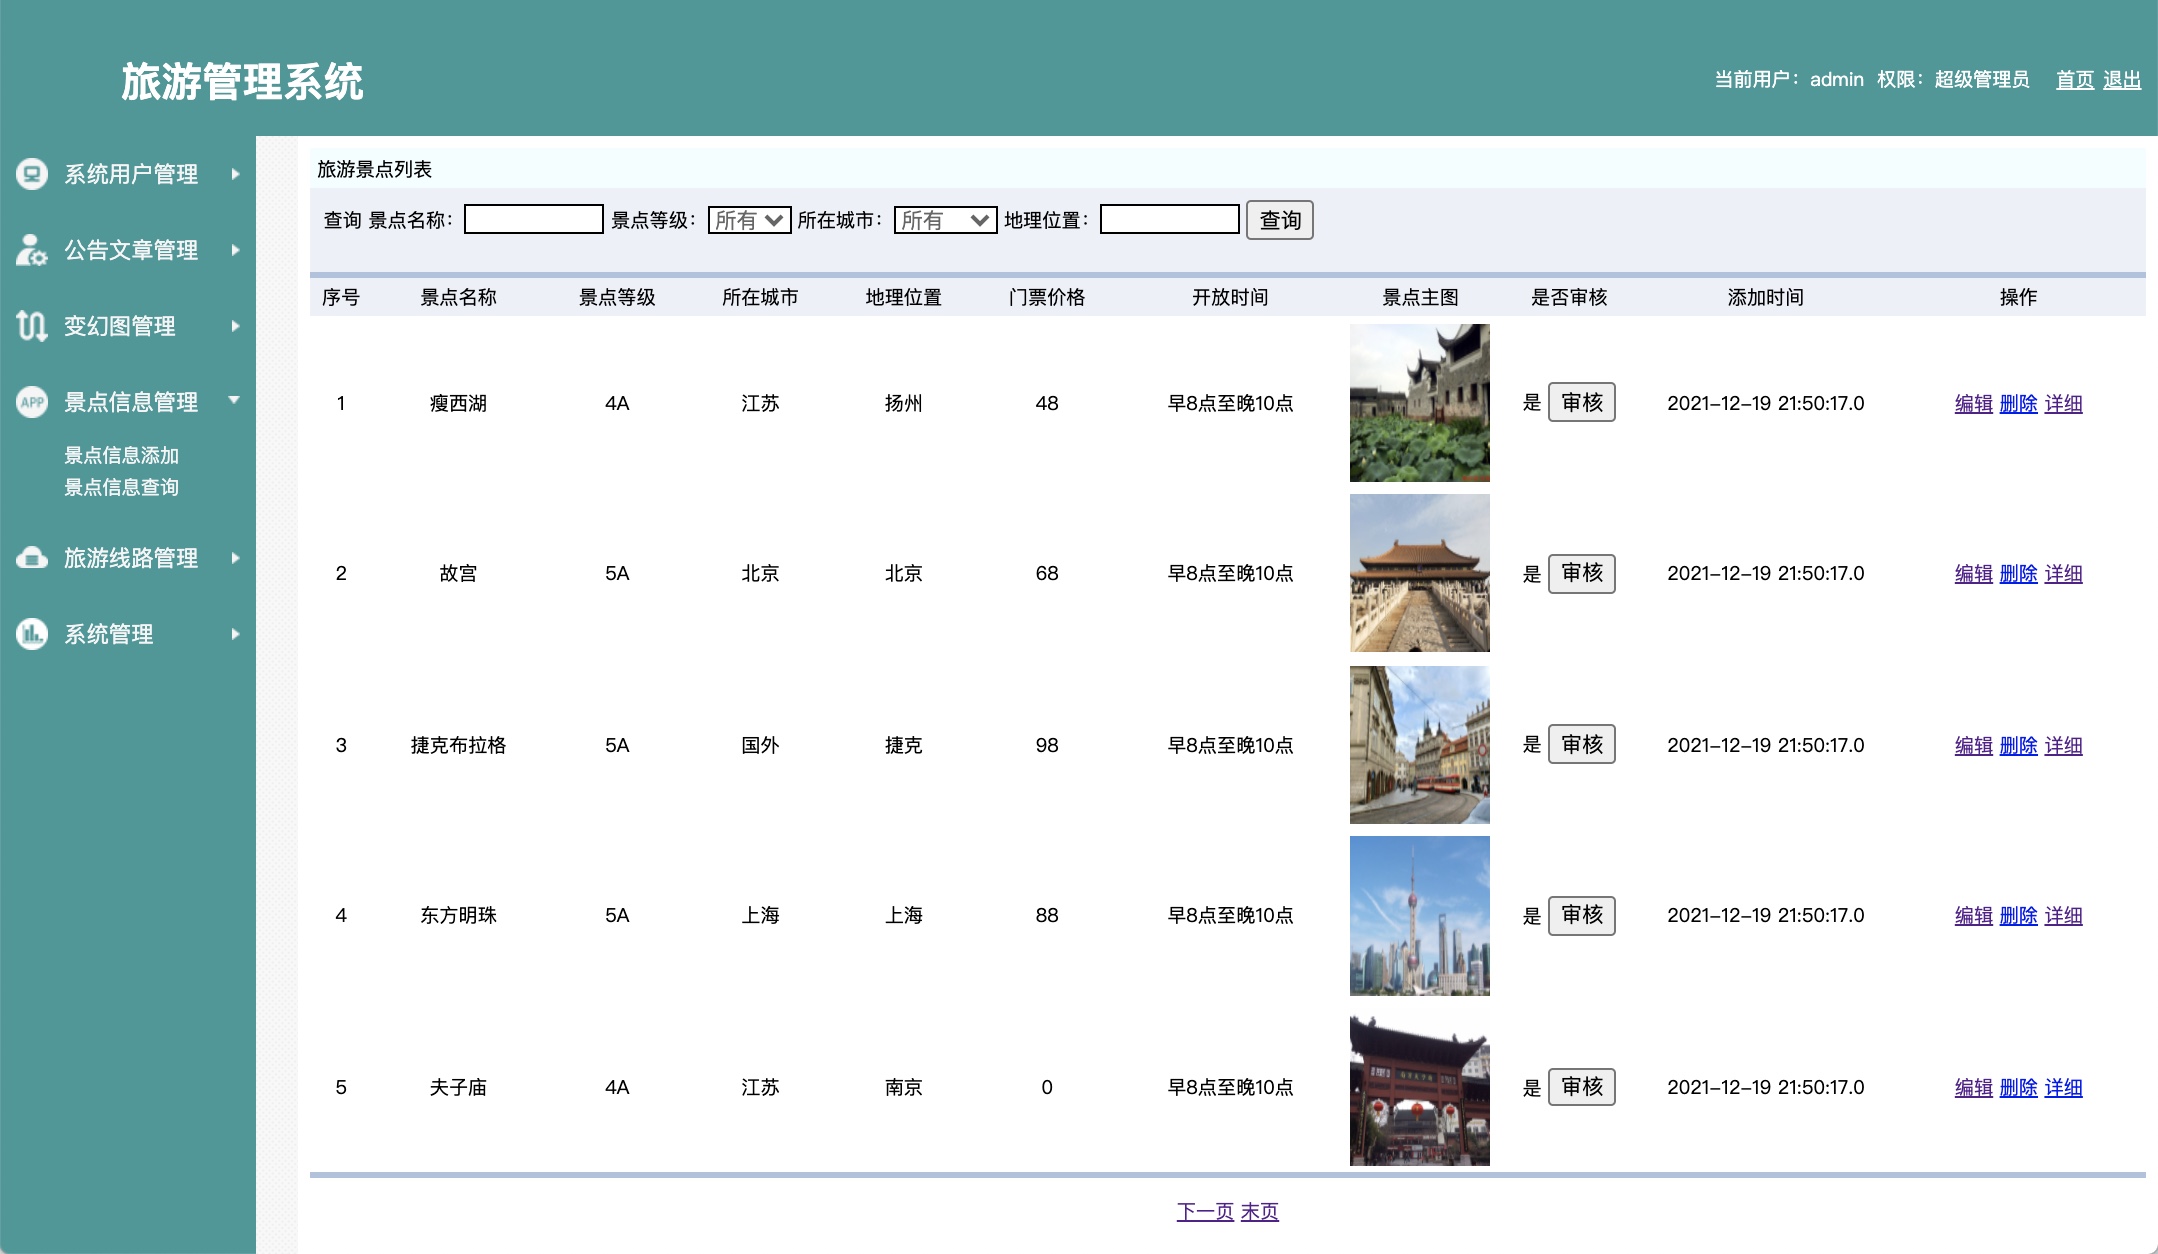 旅游管理系统
当前用户：admin 权限：超级管理员 首页 退出
系统用户管理
公告文章管理
变幻图管理
APP 景点信息管理
景点信息添加
景点信息查询
旅游线路管理
系统管理
旅游景点列表
查询 景点名称： 景点等级： 所有 所在城市： 所有 地理位置： 查询
序号 景点名称 景点等级 所在城市 地理位置 门票价格 开放时间 景点主图 是否审核 添加时间 操作
1 瘦西湖 4A 江苏 扬州 48 早8点至晚10点 是 审核 2021-12-19 21:50:17.0 编辑 删除 详细
2 故宫 5A 北京 北京 68 早8点至晚10点 是 审核 2021-12-19 21:50:17.0 编辑 删除 详细
3 捷克布拉格 5A 国外 捷克 98 早8点至晚10点 是 审核 2021-12-19 21:50:17.0 编辑 删除 详细
4 东方明珠 5A 上海 上海 88 早8点至晚10点 是 审核 2021-12-19 21:50:17.0 编辑 删除 详细
5 夫子庙 4A 江苏 南京 0 早8点至晚10点 是 审核 2021-12-19 21:50:17.0 编辑 删除 详细
下一页 末页